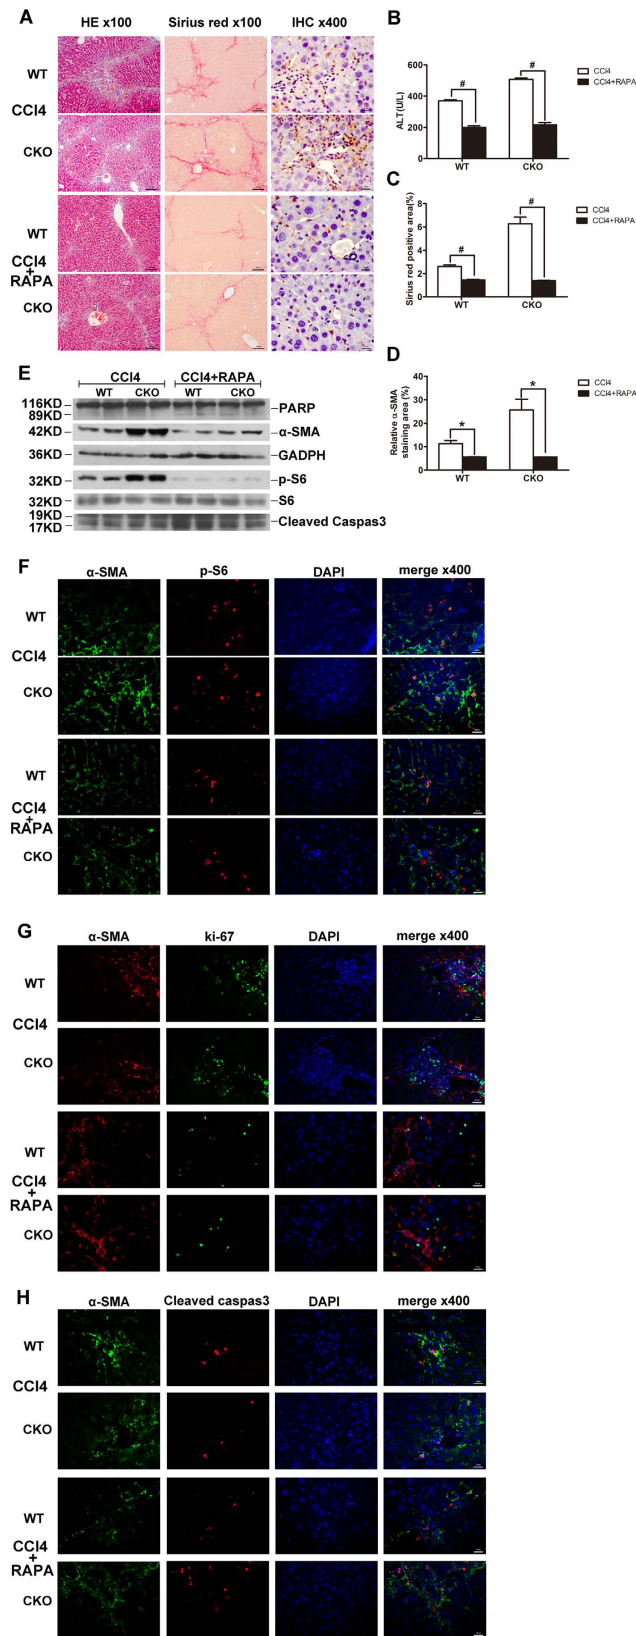 A
HE x100 Sirius red x100 IHC x400
WT
CCl4
CKO
WT
CCl4
+
RAPA
CKO
B
ALT(U/L)
600
400
200
0
# #
WT CKO
CCl4
CCl4+RAPA
C
Sirius red positive area(%)
8
6
4
2
0
# #
WT CKO
CCl4
CCl4+RAPA
D
Relative α-SMA
staining area (%)
40
30
20
10
0
* *
WT CKO
CCl4
CCl4+RAPA
E
CCl4 CCl4+RAPA
WT CKO WT CKO
116KD
89KD
PARP
42KD α-SMA
36KD GADPH
32KD p-S6
32KD S6
19KD
17KD
Cleaved Caspas3
F
α-SMA p-S6 DAPI merge x400
WT
CCl4
CKO
WT
CCl4
+
RAPA
CKO
G
α-SMA ki-67 DAPI merge x400
WT
CCl4
CKO
WT
CCl4
+
RAPA
CKO
H
α-SMA Cleaved caspas3 DAPI merge x400
WT
CCl4
CKO
WT
CCl4
+
RAPA
CKO